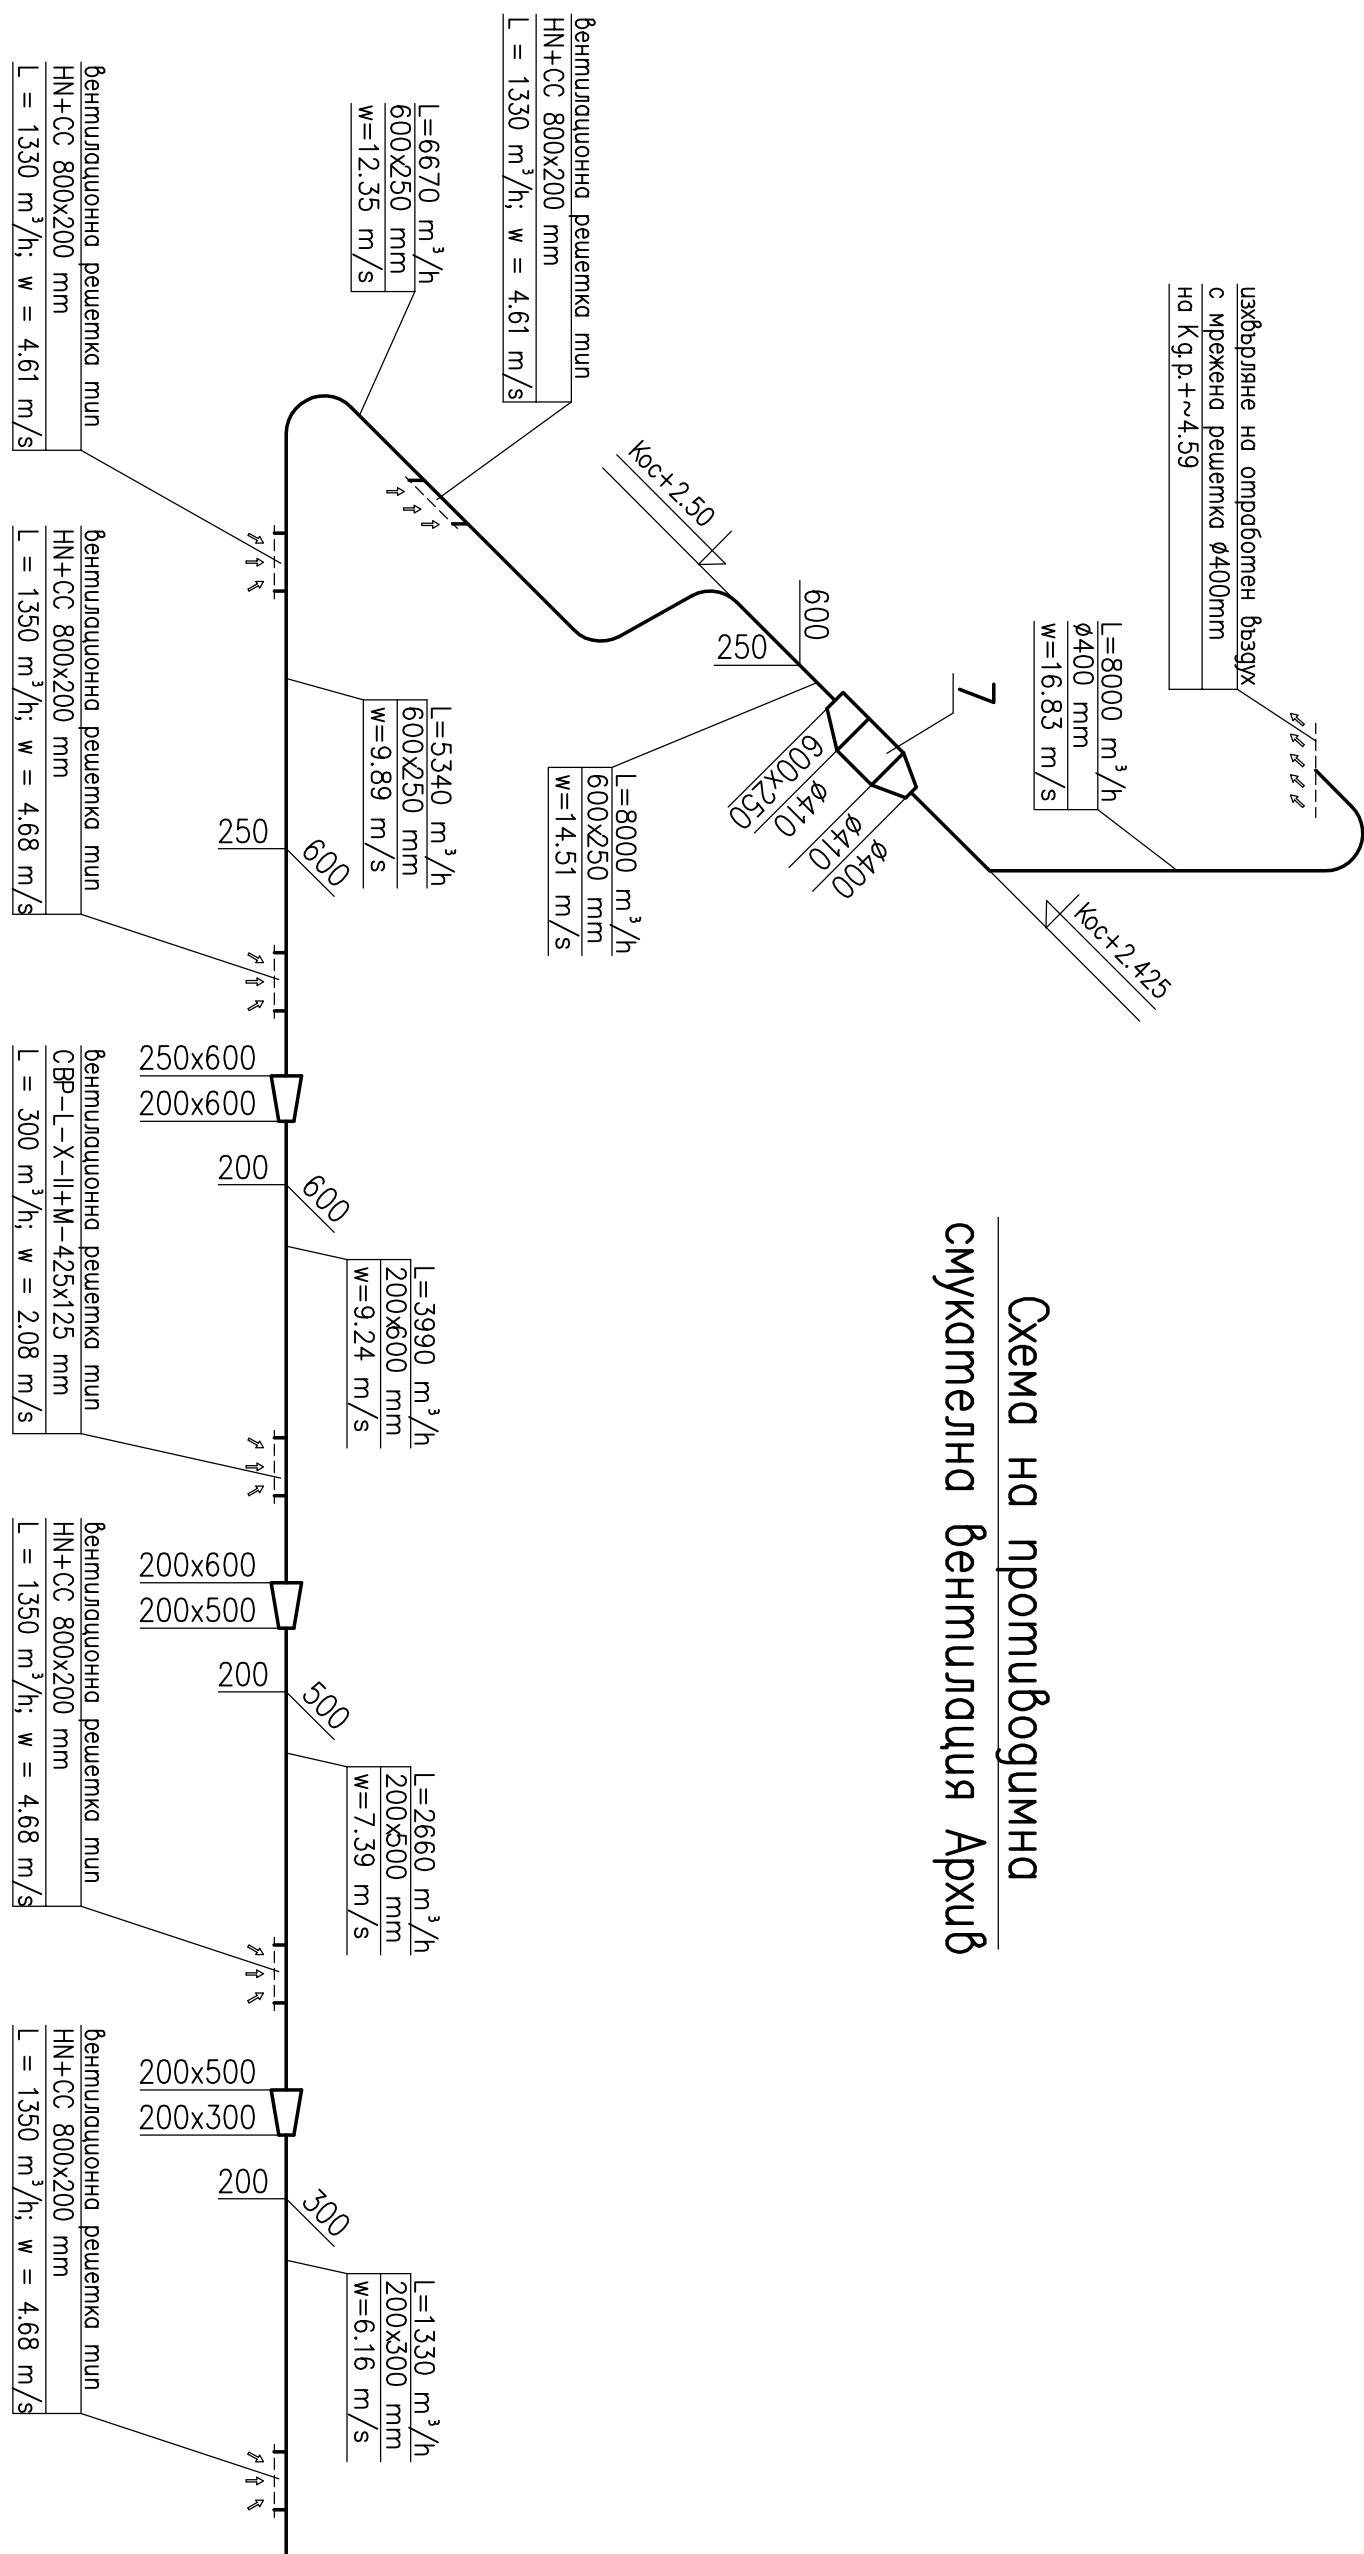 Схема на противодимна
смукателна вентилация Архив
изхвърляне на отработен въздух
с мрежена решетка ø400mm
на Кд.р.+~4.59
L=8000 m³/h
ø400 mm
w=16.83 m/s
Кос+2.425
7
600x250
ø410
ø410
ø400
600
250
Кос+2.50
L=8000 m³/h
600x250 mm
w=14.51 m/s
вентилационна решетка тип
HN+CC 800x200 mm
L = 1330 m³/h; w = 4.61 m/s
L=6670 m³/h
600x250 mm
w=12.35 m/s
L=5340 m³/h
600x250 mm
w=9.89 m/s
L=3990 m³/h
200x600 mm
w=9.24 m/s
L=2660 m³/h
200x500 mm
w=7.39 m/s
L=1330 m³/h
200x300 mm
w=6.16 m/s
250
600
250x600
200x600
200
600
200x600
200x500
200
500
200x500
200x300
200
300
вентилационна решетка тип
HN+CC 800x200 mm
L = 1330 m³/h; w = 4.61 m/s
вентилационна решетка тип
HN+CC 800x200 mm
L = 1350 m³/h; w = 4.68 m/s
вентилационна решетка тип
СВР-L-X-II+M-425x125 mm
L = 300 m³/h; w = 2.08 m/s
вентилационна решетка тип
HN+CC 800x200 mm
L = 1350 m³/h; w = 4.68 m/s
вентилационна решетка тип
HN+CC 800x200 mm
L = 1350 m³/h; w = 4.68 m/s